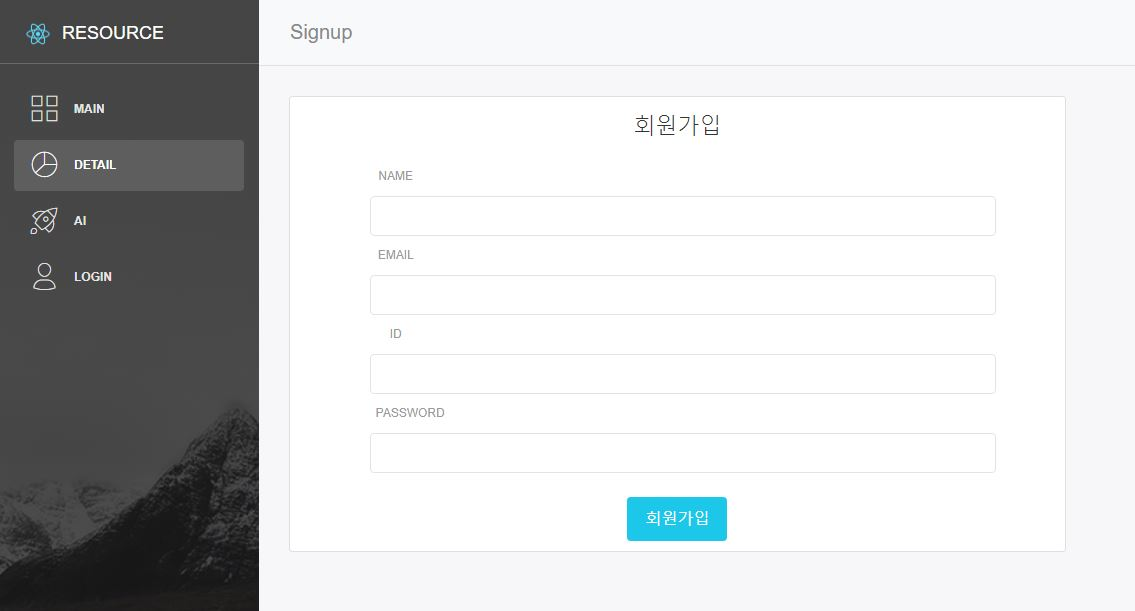 RESOURCE
MAIN
DETAIL
AI
LOGIN
Signup
회원가입
NAME
EMAIL
ID
PASSWORD
회원가입